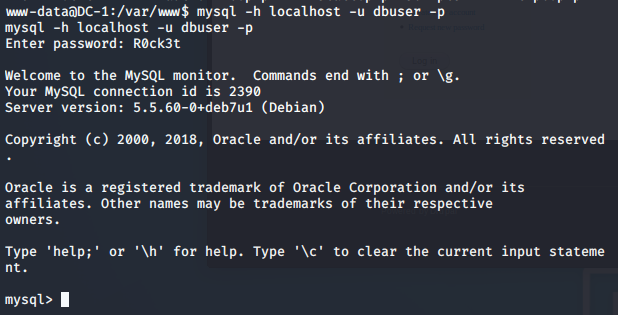 www-data@DC-1:/var/www$ mysql -h localhost -u dbuser -p
mysql -h localhost -u dbuser -p
Enter password: R0ck3t
Welcome to the MySQL monitor.  Commands end with ; or \g.
Your MySQL connection id is 2390
Server version: 5.5.60-0+deb7u1 (Debian)
Copyright (c) 2000, 2018, Oracle and/or its affiliates. All rights reserved
.
Oracle is a registered trademark of Oracle Corporation and/or its
affiliates. Other names may be trademarks of their respective
owners.
Type 'help;' or '\h' for help. Type '\c' to clear the current input stateme
nt.
mysql>